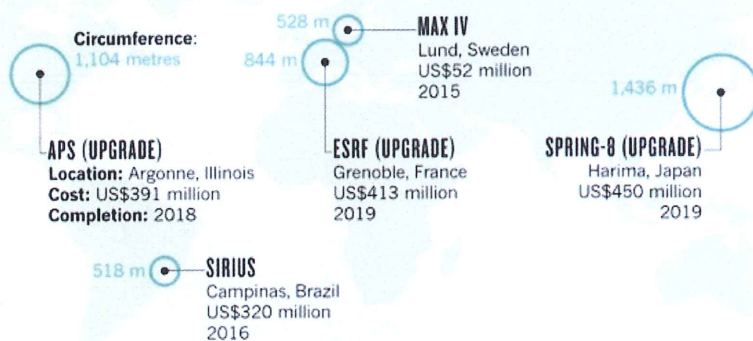 Circumference:
1,104 metres
APS (UPGRADE)
Location: Argonne, Illinois
Cost: US$391 million
Completion: 2018
528 m
MAX IV
Lund, Sweden
US$52 million
2015
844 m
ESRF (UPGRADE)
Grenoble, France
US$413 million
2019
1,436 m
SPRING-8 (UPGRADE)
Harima, Japan
US$450 million
2019
518 m
SIRIUS
Campinas, Brazil
US$320 million
2016